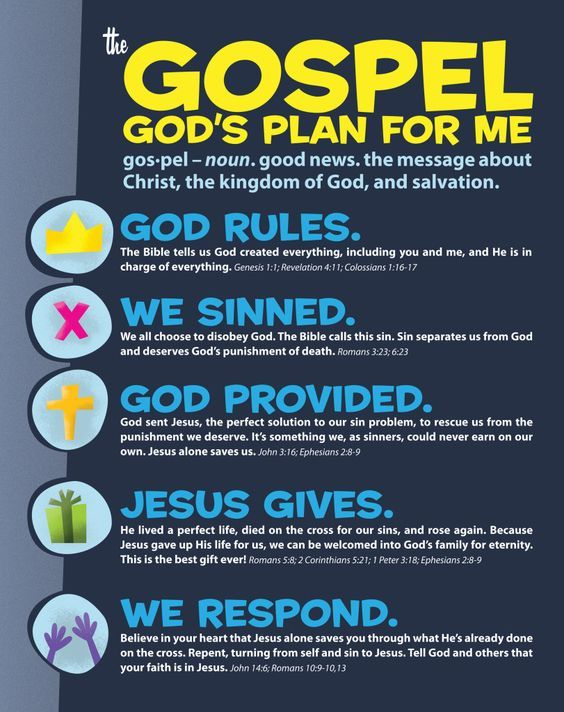 the
GOSPEL
GOD'S PLAN FOR ME
gos•pel – noun. good news. the message about
Christ, the kingdom of God, and salvation.
GOD RULES.
The Bible tells us God created everything, including you and me, and He is in
charge of everything. Genesis 1:1; Revelation 4:11; Colossians 1:16-17
WE SINNED.
We all choose to disobey God. The Bible calls this sin. Sin separates us from God
and deserves God's punishment of death. Romans 3:23; 6:23
GOD PROVIDED.
God sent Jesus, the perfect solution to our sin problem, to rescue us from the
punishment we deserve. It's something we, as sinners, could never earn on our
own. Jesus alone saves us. John 3:16; Ephesians 2:8-9
JESUS GIVES.
He lived a perfect life, died on the cross for our sins, and rose again. Because
Jesus gave up His life for us, we can be welcomed into God's family for eternity.
This is the best gift ever! Romans 5:8; 2 Corinthians 5:21; 1 Peter 3:18; Ephesians 2:8-9
WE RESPOND.
Believe in your heart that Jesus alone saves you through what He's already done
on the cross. Repent, turning from self and sin to Jesus. Tell God and others that
your faith is in Jesus. John 14:6; Romans 10:9-10,13